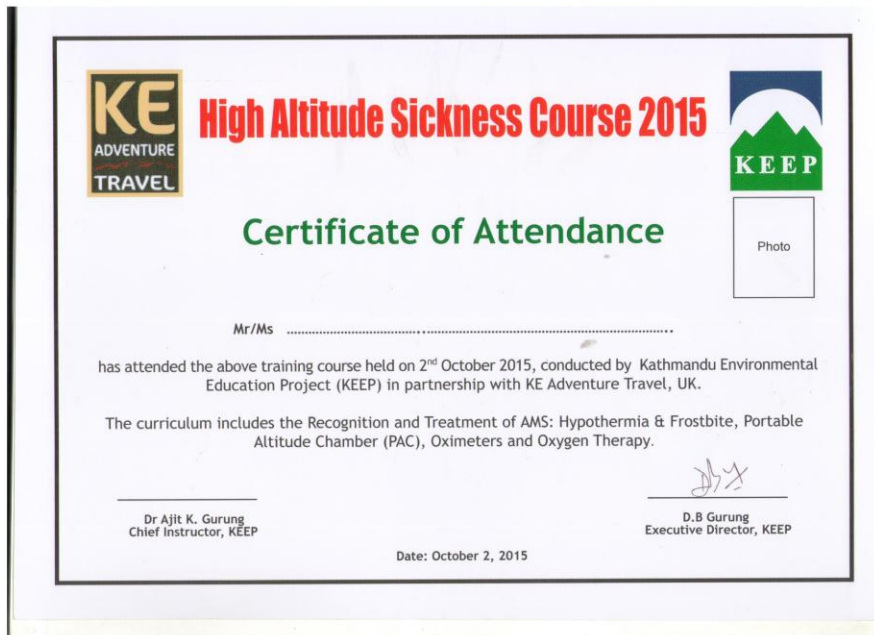 KE
ADVENTURE
TRAVEL
High Altitude Sickness Course 2015
KEEP
Certificate of Attendance
Photo
Mr/Ms ................................................................................
has attended the above training course held on 2nd October 2015, conducted by Kathmandu Environmental
Education Project (KEEP) in partnership with KE Adventure Travel, UK.
The curriculum includes the Recognition and Treatment of AMS: Hypothermia & Frostbite, Portable
Altitude Chamber (PAC), Oximeters and Oxygen Therapy.
Dr Ajit K. Gurung
Chief Instructor, KEEP
D.B Gurung
Executive Director, KEEP
Date: October 2, 2015